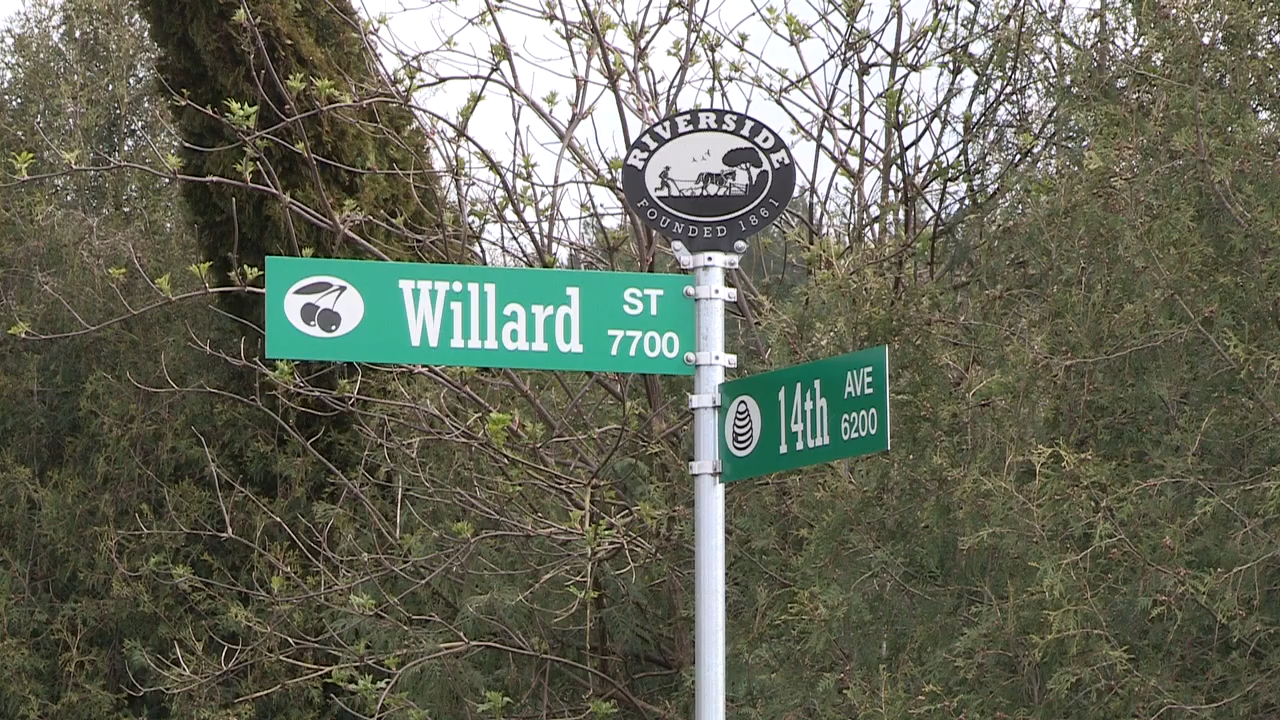 RIVERSIDE
FOUNDED 1861
Willard ST
7700
14th AVE
6200